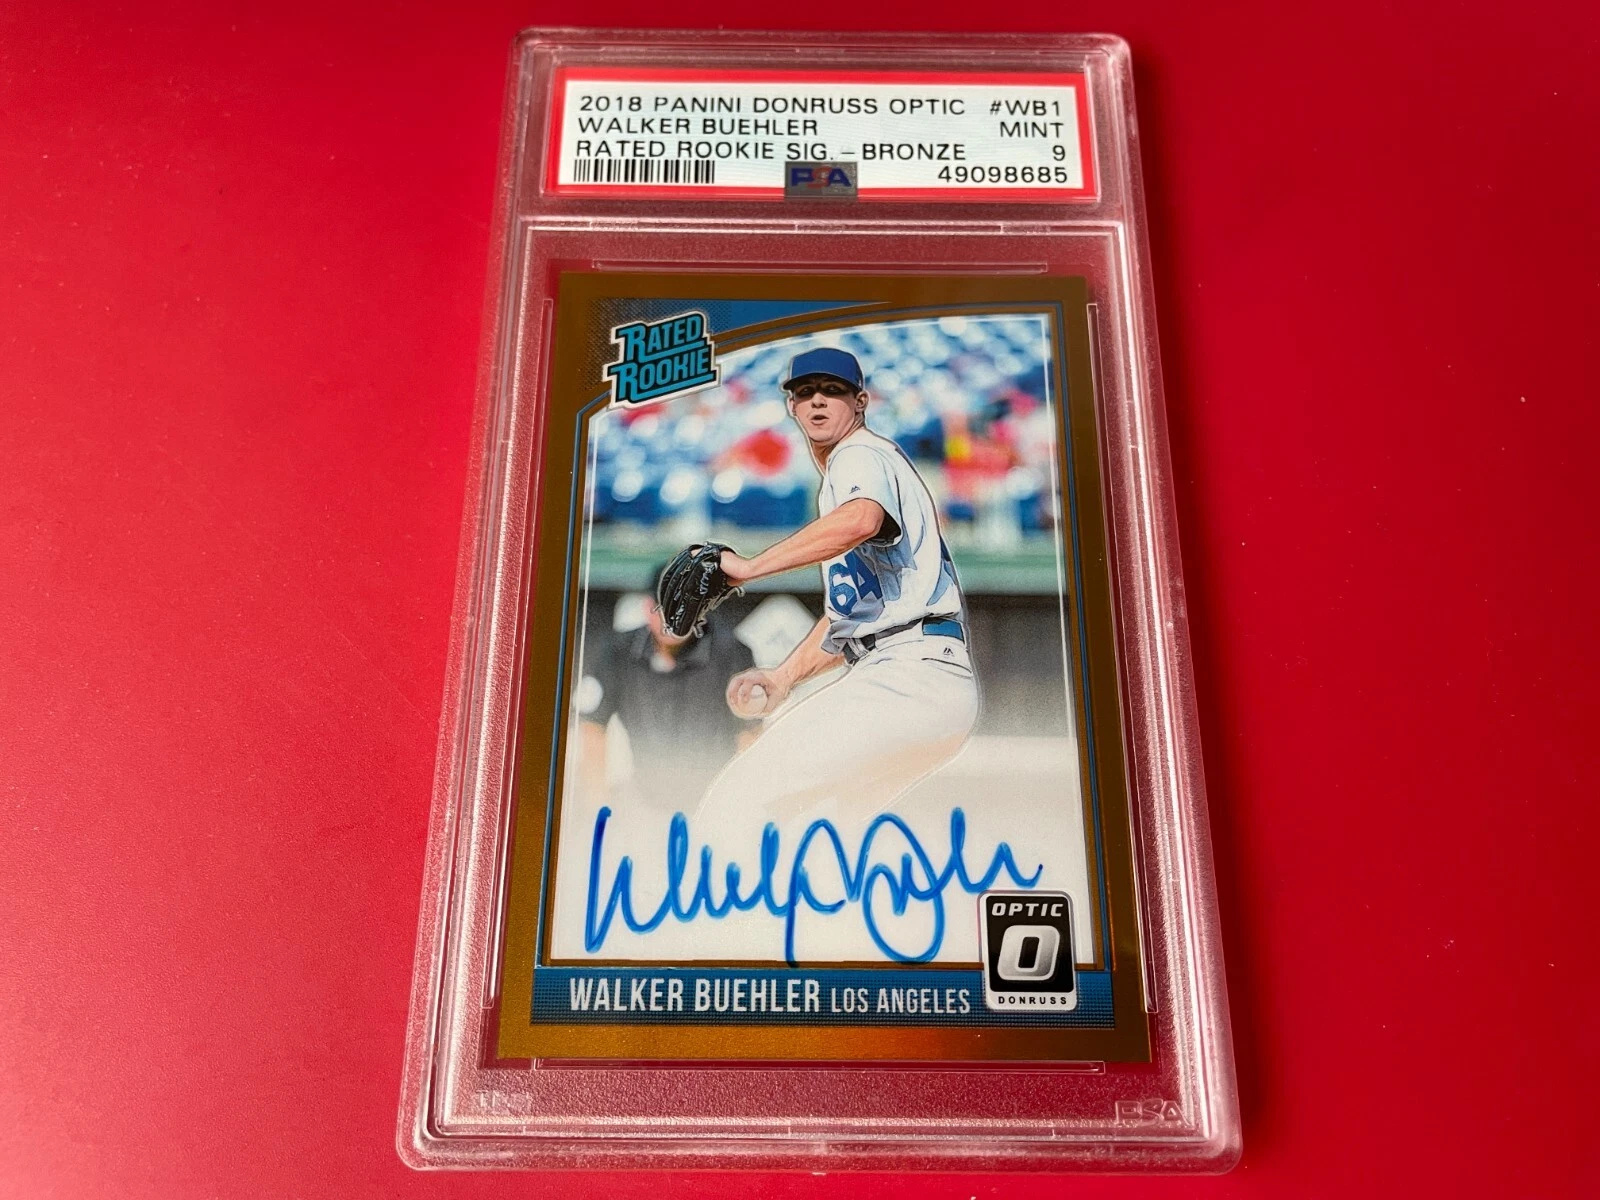 2018 PANINI DONRUSS OPTIC #WB1
WALKER BUEHLER MINT
RATED ROOKIE SIG.-BRONZE 9
PSA 49098685
RATED
ROOKIE
64
OPTIC
O
DONRUSS
WALKER BUEHLER LOS ANGELES
PSA